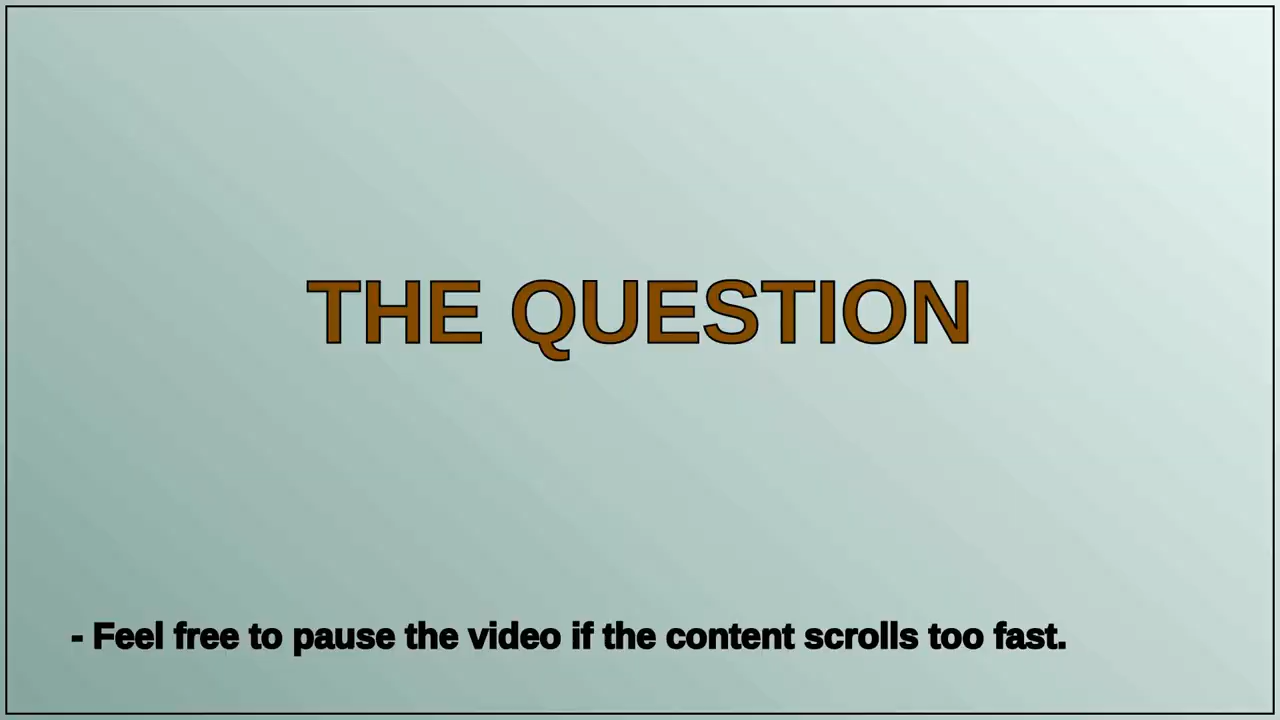 THE QUESTION
- Feel free to pause the video if the content scrolls too fast.